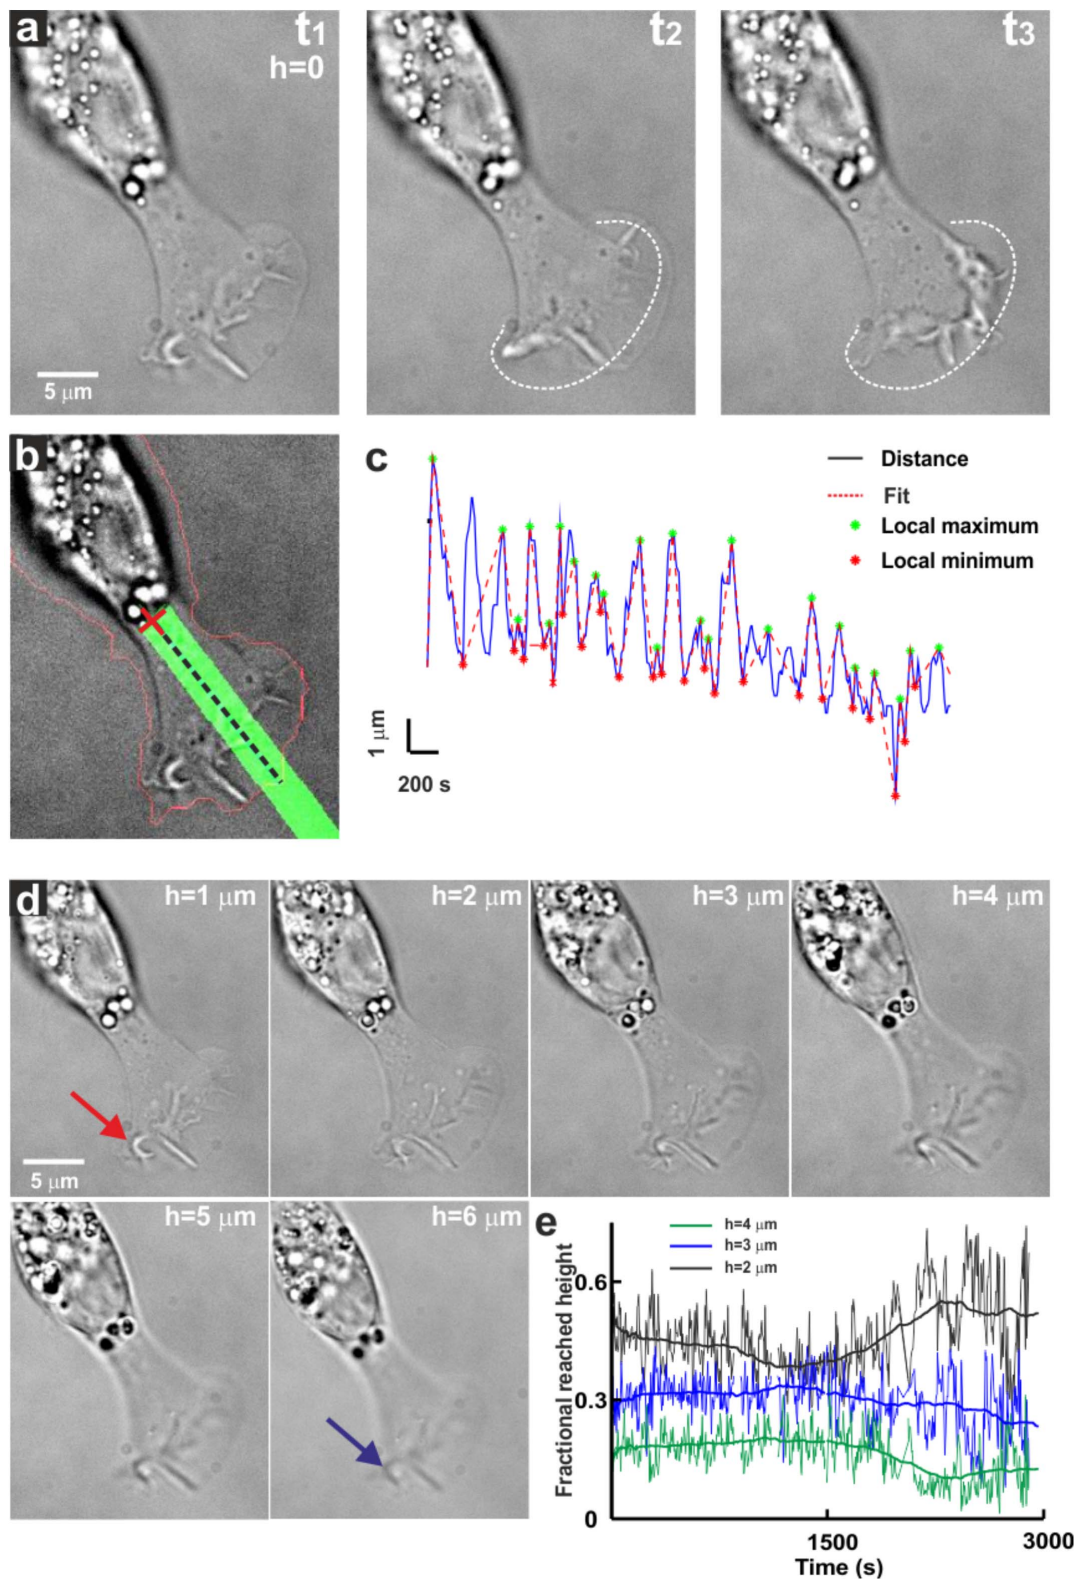 a
t1
h=0
t2
t3
5 μm
b
c
Distance
Fit
Local maximum
Local minimum
1 μm
200 s
d
h=1 μm
h=2 μm
h=3 μm
h=4 μm
5 μm
h=5 μm
h=6 μm
e
h=4 μm
h=3 μm
h=2 μm
Fractional reached height
0.6
0.3
0
1500
3000
Time (s)